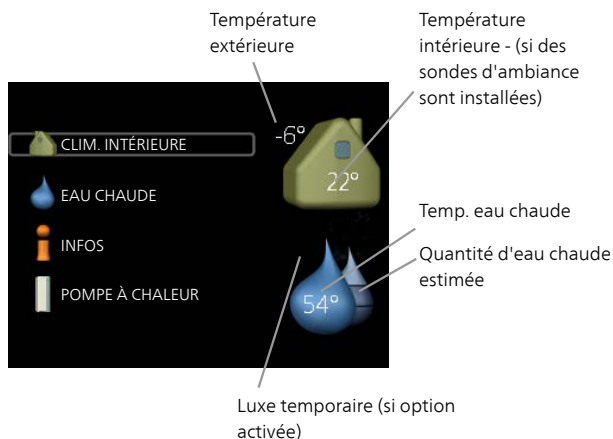 Température
extérieure
Température
intérieure - (si des
sondes d'ambiance
sont installées)
-6°
CLIM. INTÉRIEURE
22°
EAU CHAUDE
Temp. eau chaude
INFOS
Quantité d'eau chaude
estimée
POMPE À CHALEUR
54°
Luxe temporaire (si option
activée)